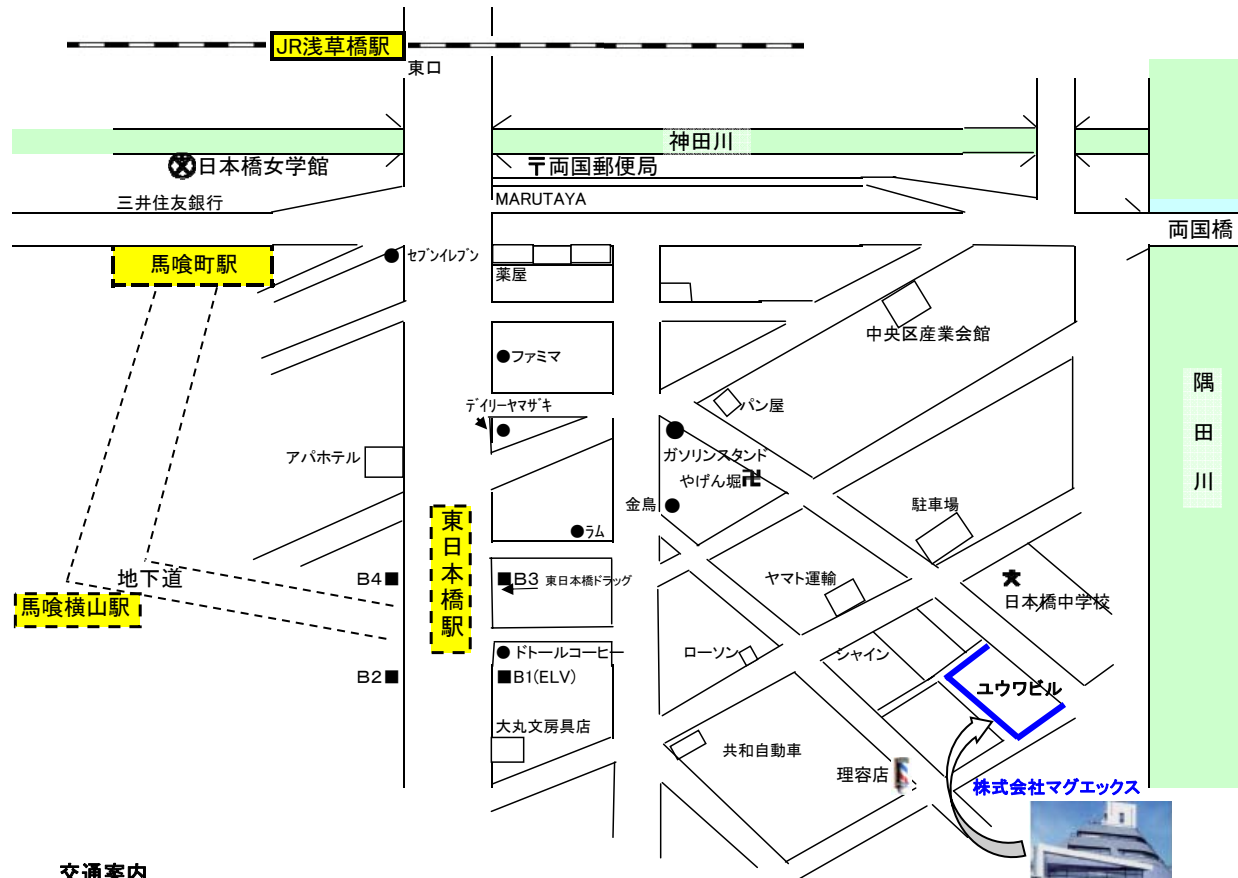 JR浅草橋駅
東口
神田川
日本橋女学館
〒両国郵便局
三井住友銀行
MARUTAYA
両国橋
馬喰町駅
セブンイレブン
薬屋
中央区産業会館
ファミマ
隅田川
デイリーヤマザキ
パン屋
アパホテル
ガソリンスタンド
やげん堀卍
金鳥
駐車場
東日本橋駅
ラム
地下道
B4■
■B3 東日本橋ドラッグ
ヤマト運輸
日本橋中学校
馬喰横山駅
ドトールコーヒー
ローソン
シャイン
B2■
■B1(ELV)
ユウワビル
大丸文房具店
共和自動車
理容店
株式会社マグエックス
交通案内